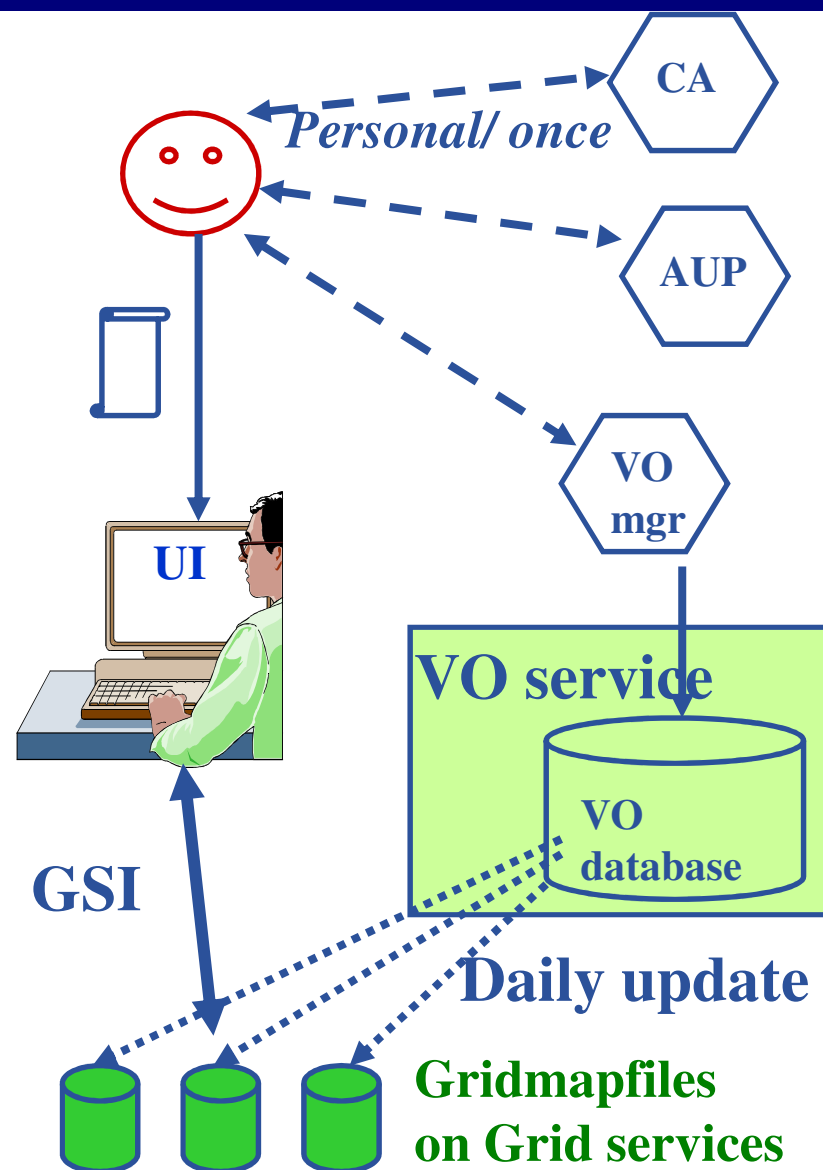 CA
Personal/ once
AUP
VO
mgr
UI
VO service
VO
database
GSI
Daily update
Gridmapfiles
on Grid services